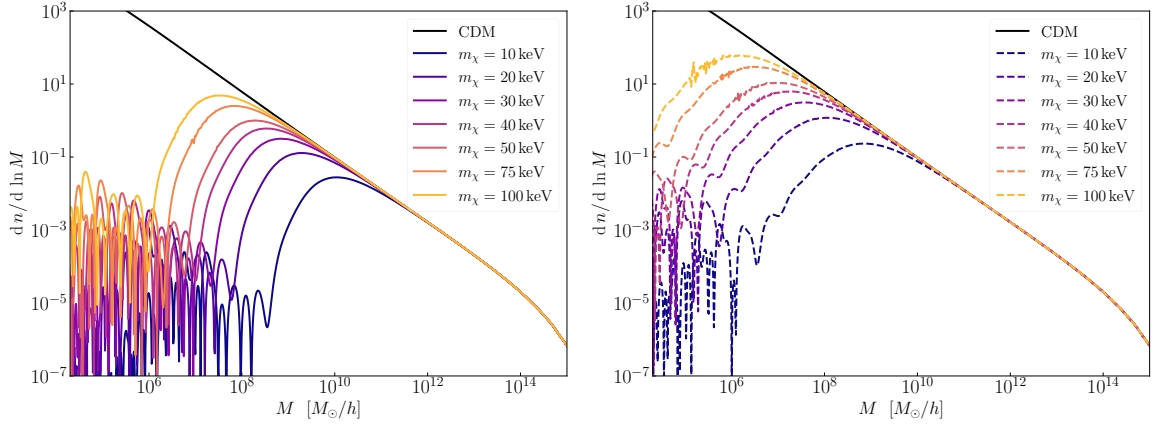 10^3
10^1
10^{-1}
10^{-3}
10^{-5}
10^{-7}
d n/ d ln M
10^6
10^8
10^{10}
10^{12}
10^{14}
M [M_⊙/h]
CDM
m_χ = 10 keV
m_χ = 20 keV
m_χ = 30 keV
m_χ = 40 keV
m_χ = 50 keV
m_χ = 75 keV
m_χ = 100 keV
10^3
10^1
10^{-1}
10^{-3}
10^{-5}
10^{-7}
d n/ d ln M
10^6
10^8
10^{10}
10^{12}
10^{14}
M [M_⊙/h]
CDM
m_χ = 10 keV
m_χ = 20 keV
m_χ = 30 keV
m_χ = 40 keV
m_χ = 50 keV
m_χ = 75 keV
m_χ = 100 keV